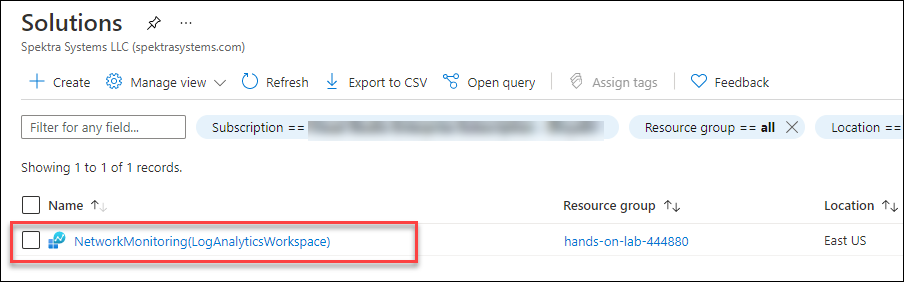 Solutions ...
Spektra Systems LLC (spektrasystems.com)
+ Create Manage view Refresh Export to CSV Open query Assign tags Feedback
Filter for any field... Subscription == Resource group == all Location ==
Showing 1 to 1 of 1 records.
Name ↑↓ Resource group ↑↓ Location ↑↓
NetworkMonitoring(LogAnalyticsWorkspace) hands-on-lab-444880 East US